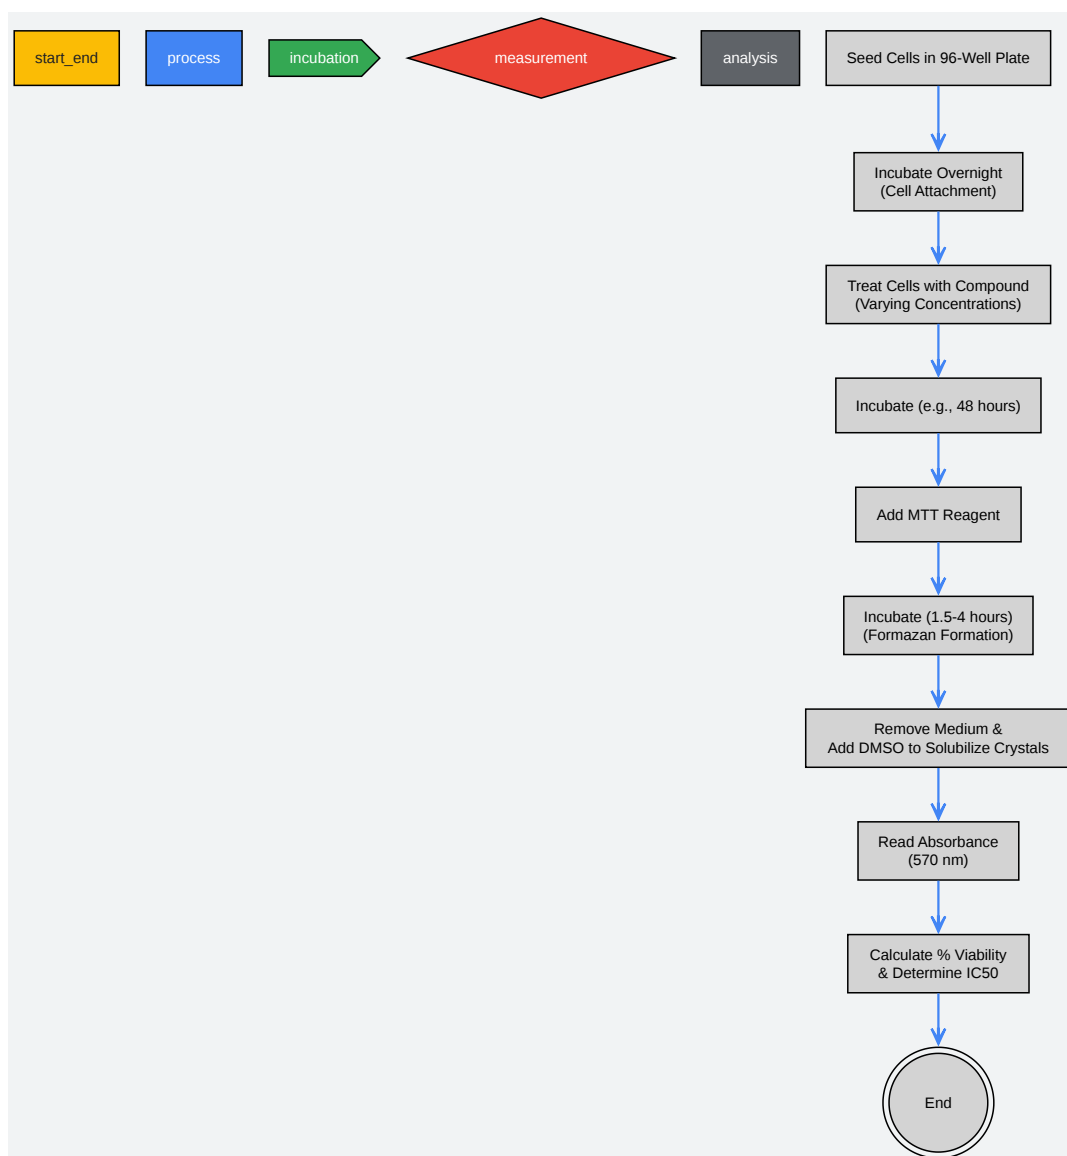 start_end
process
incubation
measurement
analysis
Seed Cells in 96-Well Plate
Incubate Overnight
(Cell Attachment)
Treat Cells with Compound
(Varying Concentrations)
Incubate (e.g., 48 hours)
Add MTT Reagent
Incubate (1.5-4 hours)
(Formazan Formation)
Remove Medium &
Add DMSO to Solubilize Crystals
Read Absorbance
(570 nm)
Calculate % Viability
& Determine IC50
End